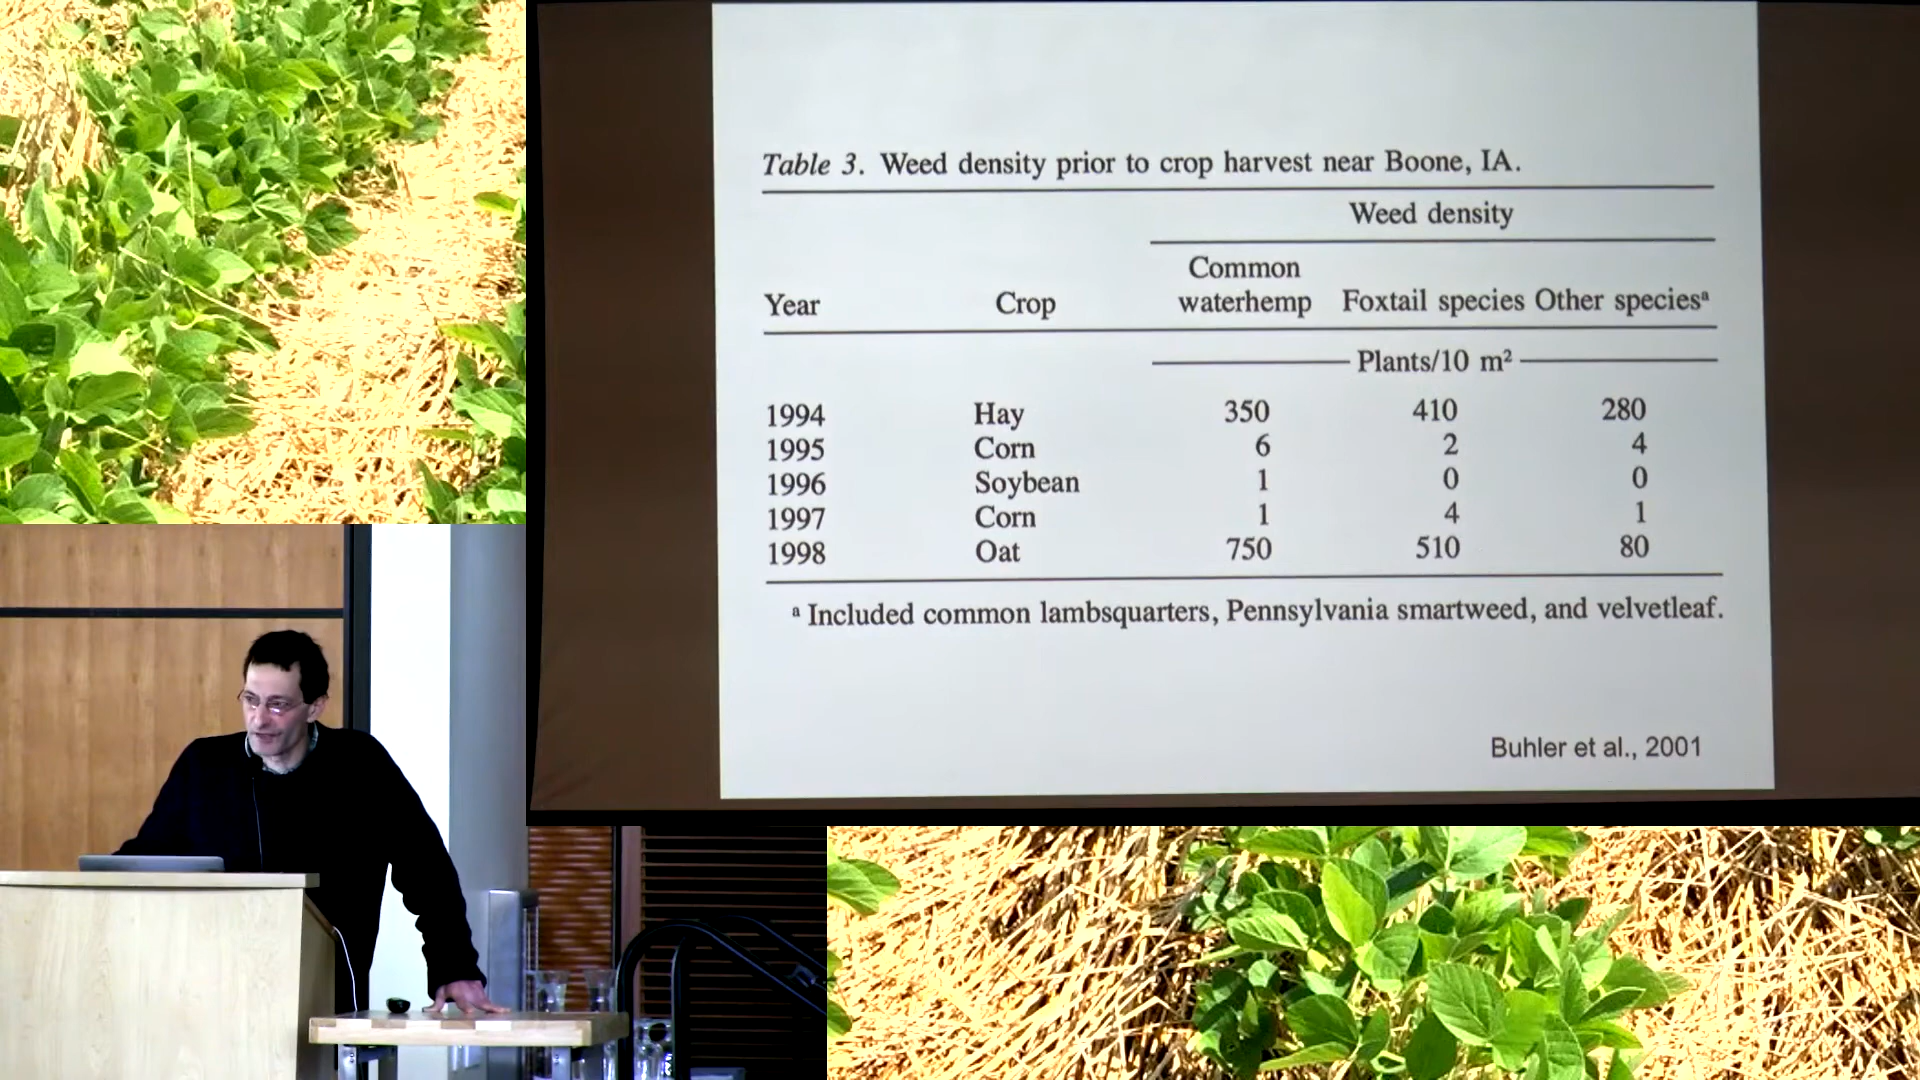 Table 3. Weed density prior to crop harvest near Boone, IA.
Weed density
Common
Year Crop waterhemp Foxtail species Other speciesª
Plants/10 m²
1994 Hay 350 410 280
1995 Corn 6 2 4
1996 Soybean 1 0 0
1997 Corn 1 4 1
1998 Oat 750 510 80
ª Included common lambsquarters, Pennsylvania smartweed, and velvetleaf.
Buhler et al., 2001